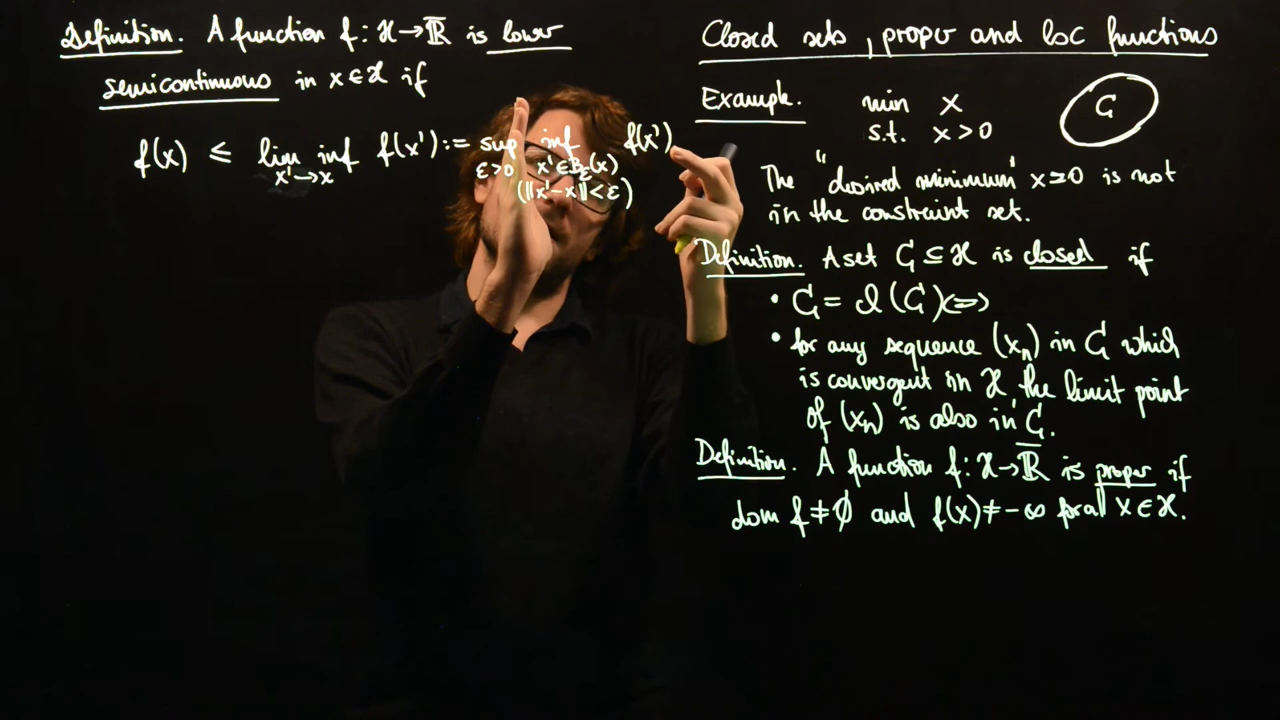 Definition. A function f: X→R̅ is lower
semicontinuous in x∈X if
f(x) ≤ lim inf f(x') := sup inf f(x')
x'→x ε>0 x'∈B_ε(x)
(‖x'-x‖<ε)
Closed sets, proper and lsc functions
Example. min x
s.t. x>0
C
The "desired minimum" x=0 is not
in the constraint set.
Definition. A set C⊆X is closed if
• C = cl(C) ⟺
• for any sequence (x_n) in C which
is convergent in X, the limit point
of (x_n) is also in C.
Definition. A function f: X→R̅ is proper if
dom f≠∅ and f(x)≠-∞ for all x∈X.